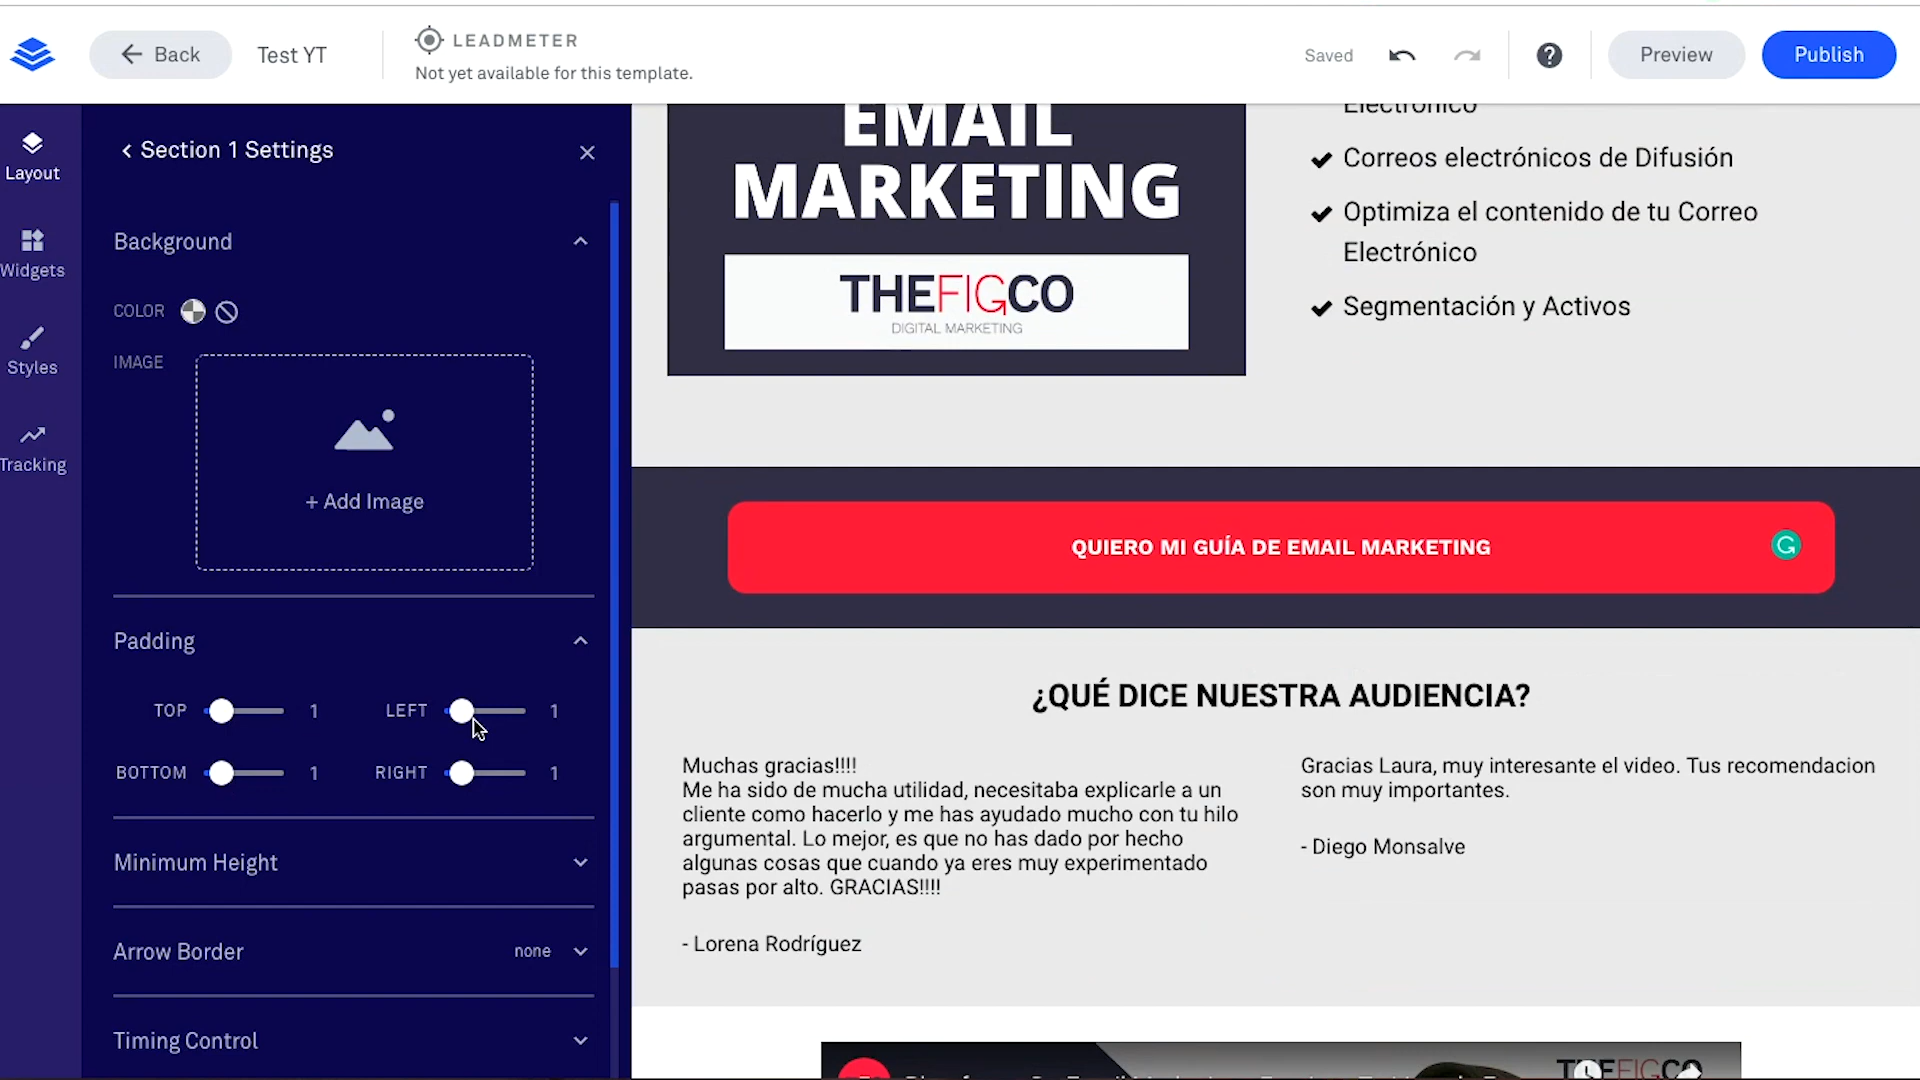 Back
Test YT
LEADMETER
Not yet available for this template.
Saved
Preview
Publish
Layout
Widgets
Styles
Tracking
Section 1 Settings
Background
COLOR
IMAGE
+ Add Image
Padding
TOP 1 LEFT 1
BOTTOM 1 RIGHT 1
Minimum Height
Arrow Border none
Timing Control
EMAIL
MARKETING
THEFIGCO
DIGITAL MARKETING
Electrónico
Correos electrónicos de Difusión
Optimiza el contenido de tu Correo
Electrónico
Segmentación y Activos
QUIERO MI GUÍA DE EMAIL MARKETING
¿QUÉ DICE NUESTRA AUDIENCIA?
Muchas gracias!!!!
Me ha sido de mucha utilidad, necesitaba explicarle a un
cliente como hacerlo y me has ayudado mucho con tu hilo
argumental. Lo mejor, es que no has dado por hecho
algunas cosas que cuando ya eres muy experimentado
pasas por alto. GRACIAS!!!!
- Lorena Rodríguez
Gracias Laura, muy interesante el video. Tus recomendacion
son muy importantes.
- Diego Monsalve